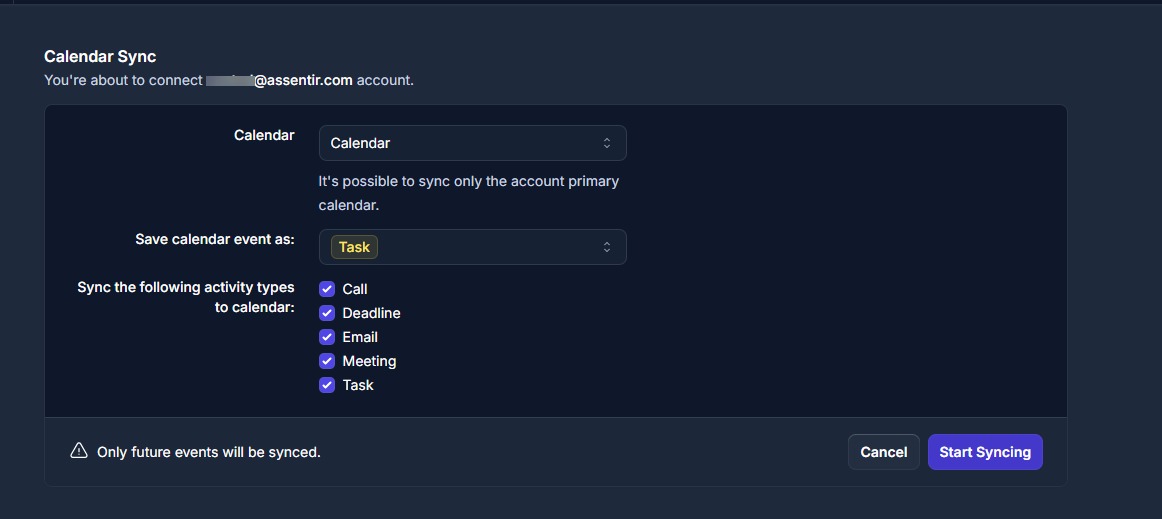 Calendar Sync
You're about to connect @assentir.com account.
Calendar
Calendar
It's possible to sync only the account primary
calendar.
Save calendar event as:
Task
Sync the following activity types
to calendar:
Call
Deadline
Email
Meeting
Task
Only future events will be synced.
Cancel
Start Syncing